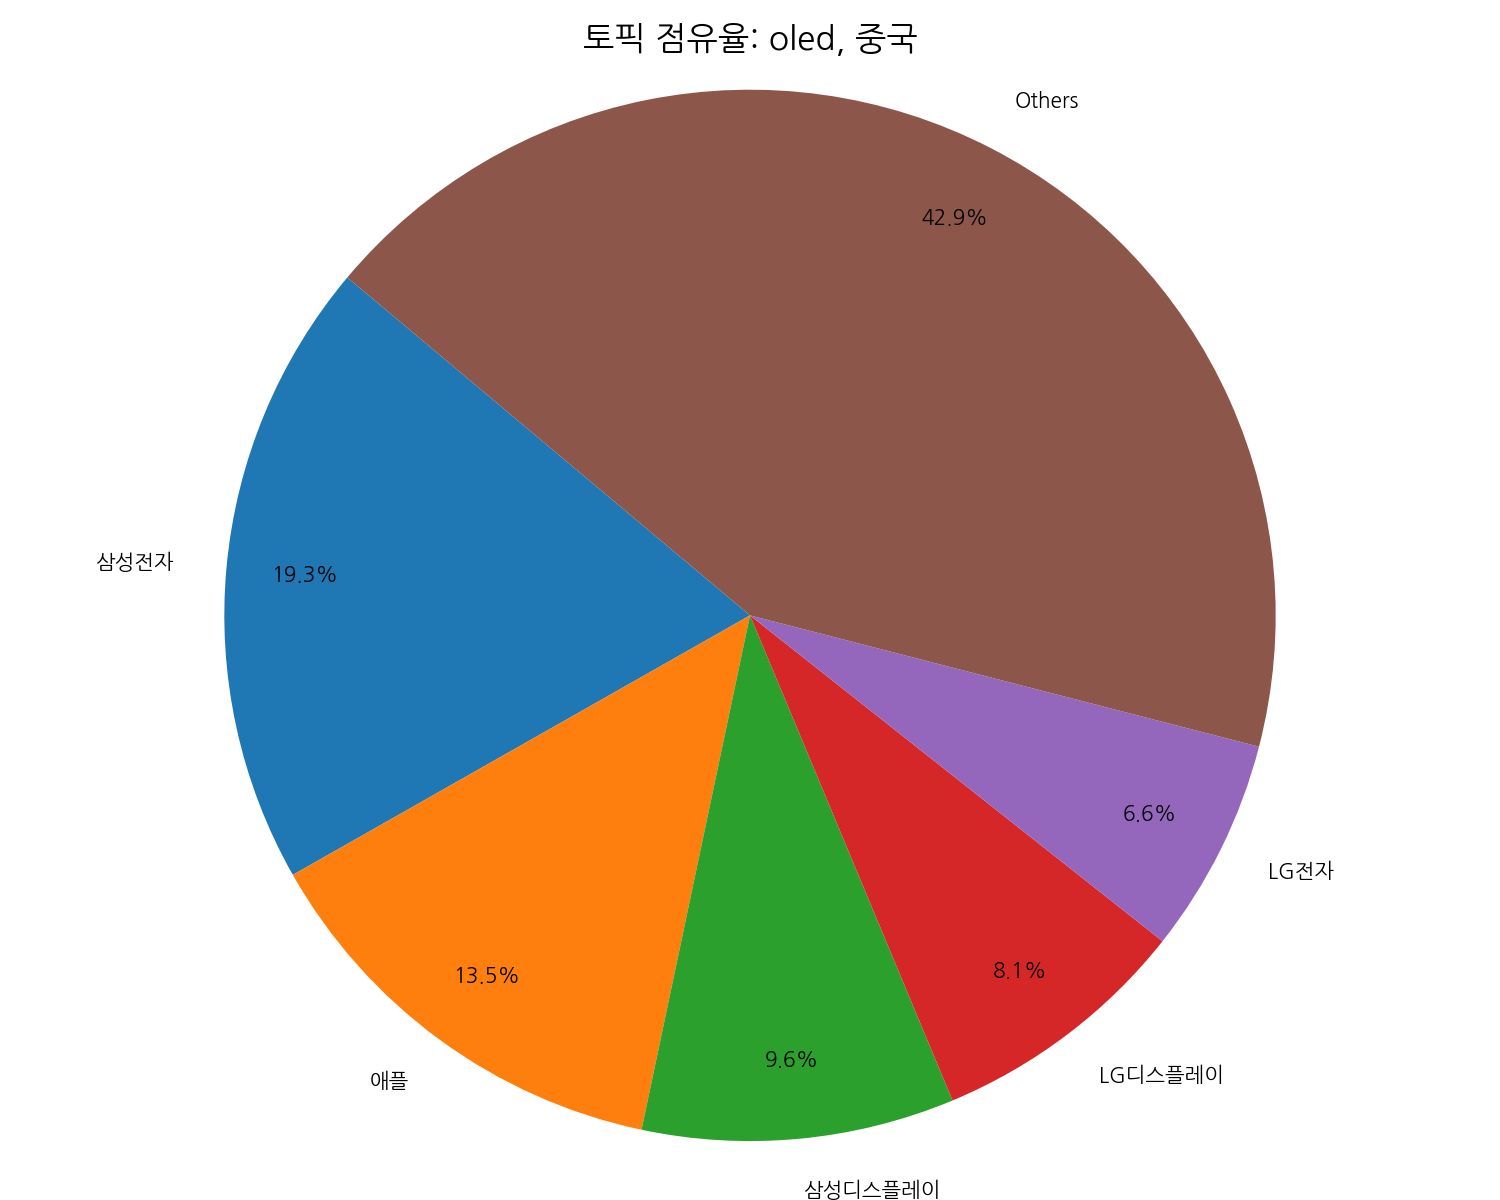 토픽 점유율: oled, 중국
Others
42.9%
삼성전자
19.3%
애플
13.5%
삼성디스플레이
9.6%
LG디스플레이
8.1%
LG전자
6.6%